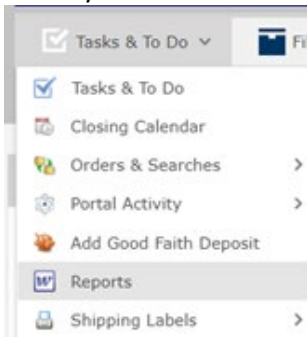 Tasks & To Do
Fi
Tasks & To Do
Closing Calendar
Orders & Searches
Portal Activity
Add Good Faith Deposit
Reports
Shipping Labels